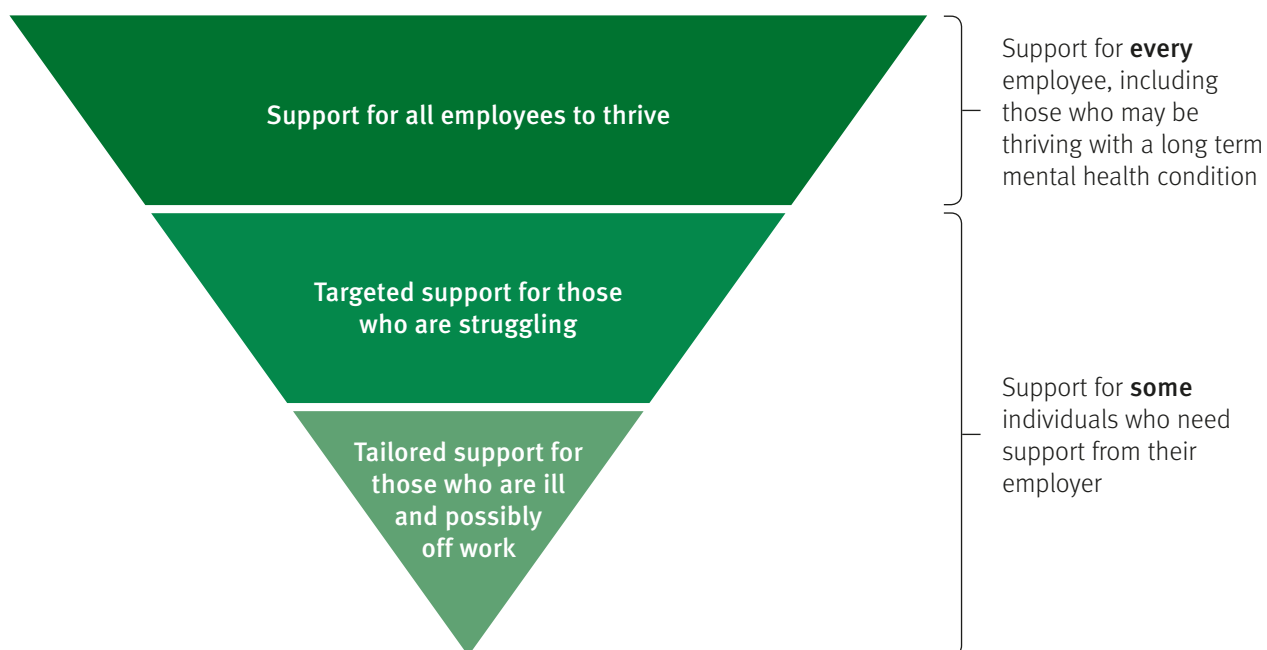 Support for all employees to thrive
Support for every
employee, including
those who may be
thriving with a long term
mental health condition
Targeted support for those
who are struggling
Tailored support for
those who are ill
and possibly
off work
Support for some
individuals who need
support from their
employer